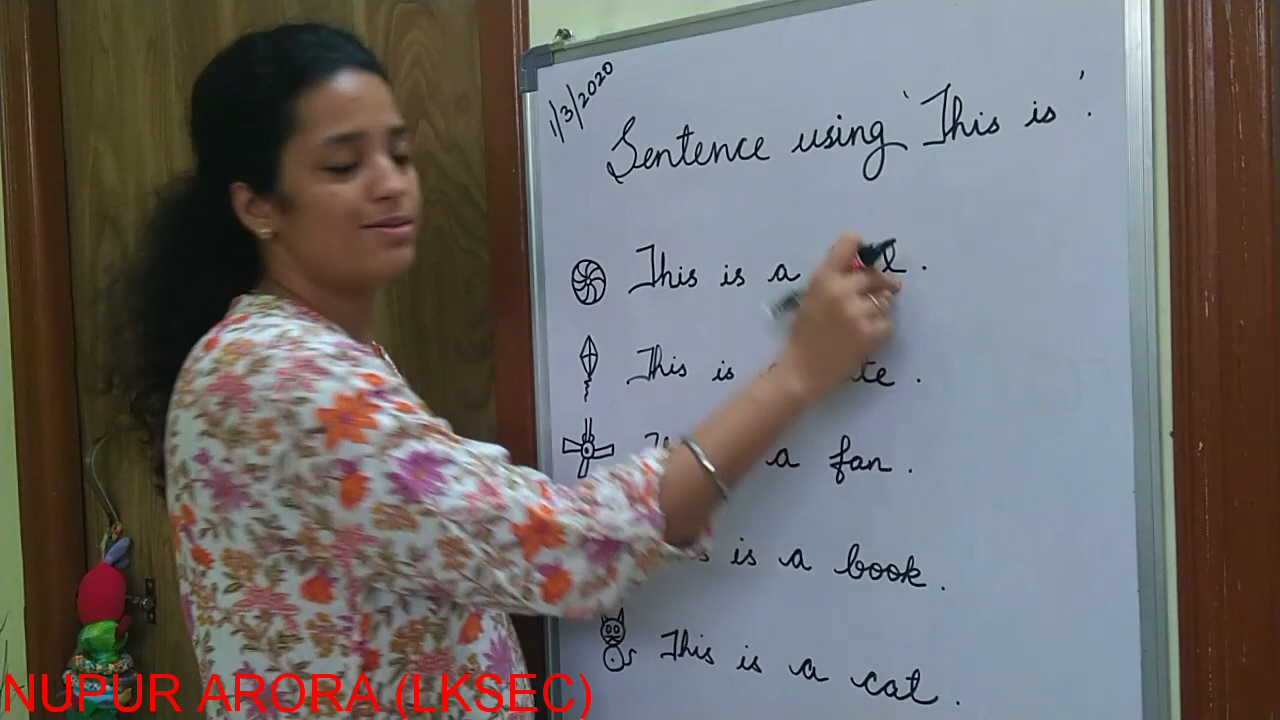 1/3/2020
Sentence using 'This is'.
This is a .
This is .
a fan.
is a book.
This is a cat.
NUPUR ARORA (LKSEC)